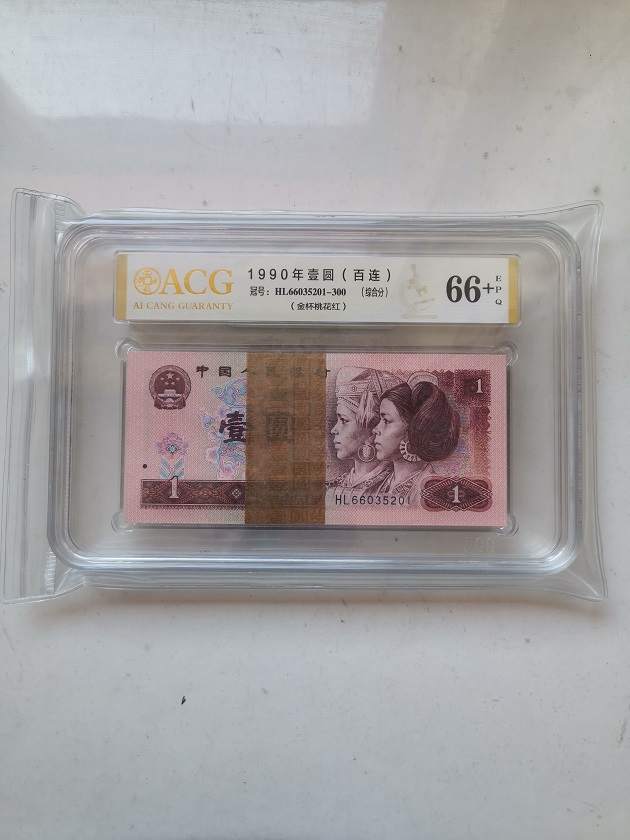 ACG
AI CANG GUARANTY
1990年壹圆（百连）
冠号：HL66035201-300 （综合分）
（金杯桃花红）
66+
EPQ
中国人民银行
1
壹圆
1
HL66035201
1